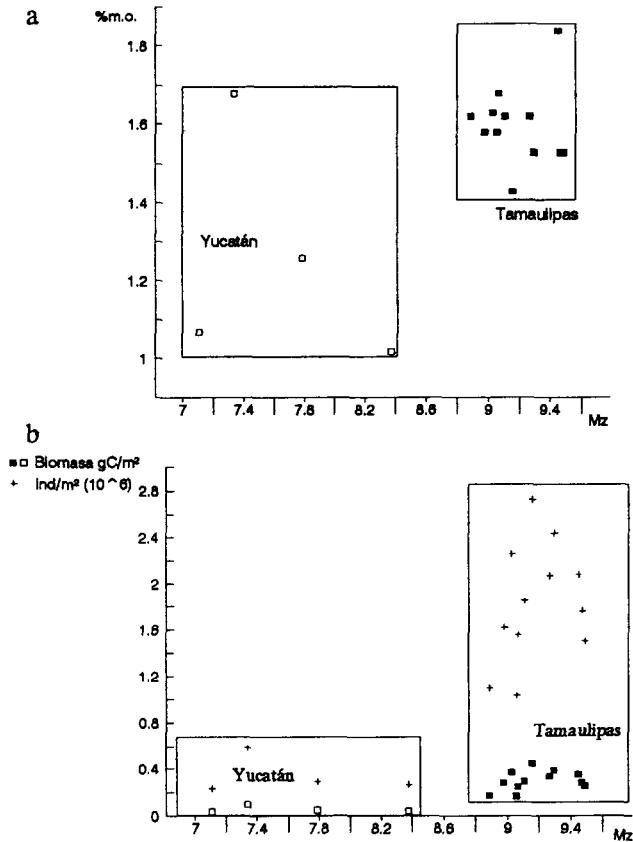 a
%m.o.
1.8
1.6
1.4
1.2
1
Yucatán
Tamaulipas
7 7.4 7.8 8.2 8.6 9 9.4
Mz
b
Biomasa gC/m²
+ Ind/m² (10^6)
2.8
2.4
2
1.6
1.2
0.8
0.4
0
Yucatán
Tamaulipas
7 7.4 7.8 8.2 8.6 9 9.4
Mz